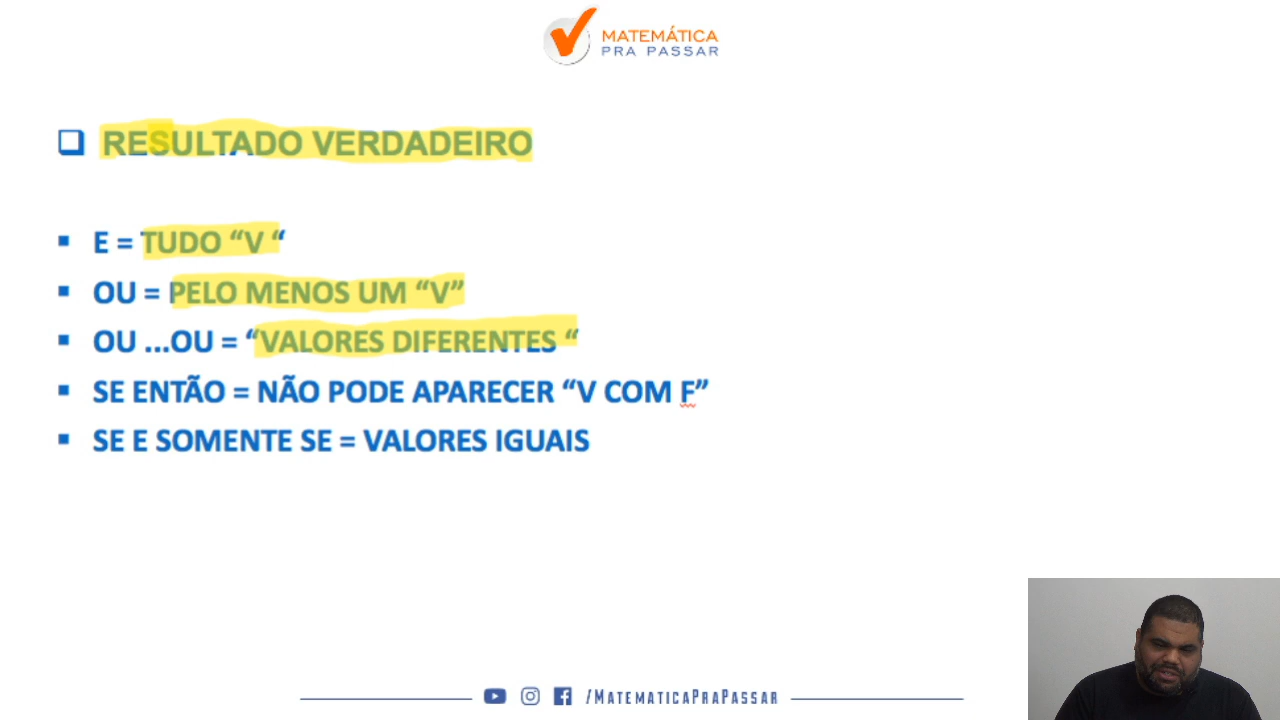 MATEMÁTICA
PRA PASSAR
RESULTADO VERDADEIRO
E = TUDO “V “
OU = PELO MENOS UM “V”
OU ...OU = “VALORES DIFERENTES “
SE ENTÃO = NÃO PODE APARECER “V COM F”
SE E SOMENTE SE = VALORES IGUAIS
/MATEMATICAPRAPASSAR